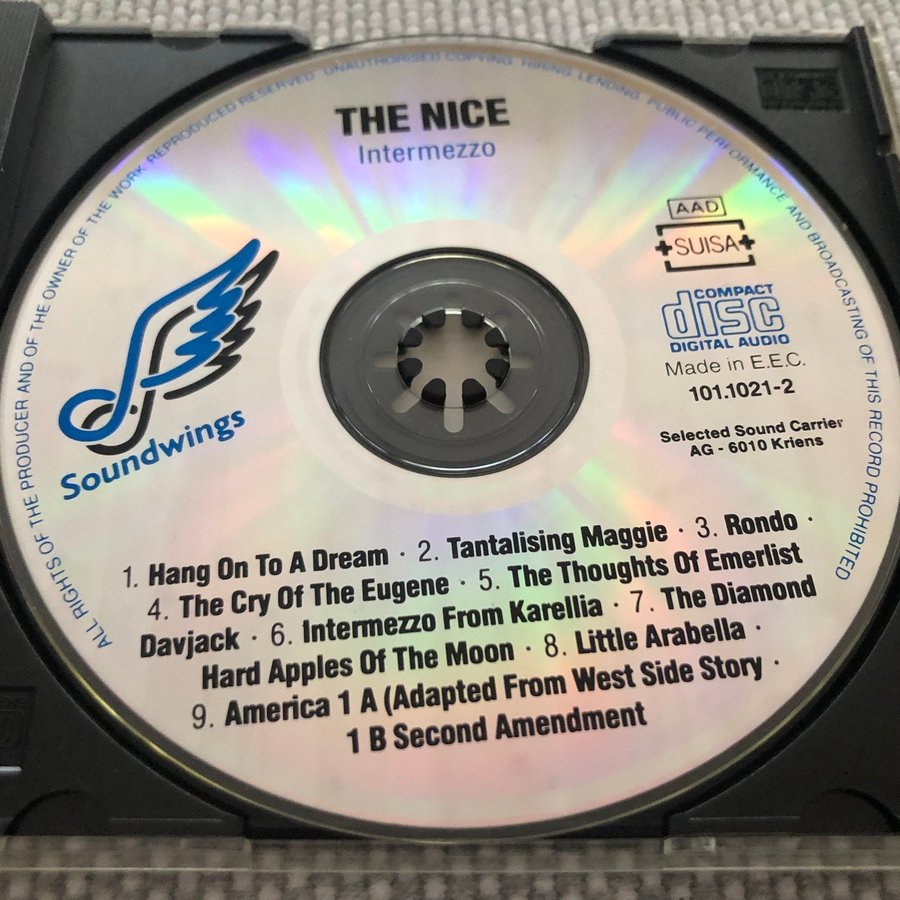 THE NICE
Intermezzo
ALL RIGHTS OF THE PRODUCER AND OF THE OWNER OF THE WORK REPRODUCED RESERVED UNAUTHORISED COPYING HIRING LENDING PUBLIC PERFORMANCE AND BROADCASTING OF THIS RECORD PROHIBITED
AAD
SUISA
COMPACT
disc
DIGITAL AUDIO
Made in E.E.C.
101.1021-2
Selected Sound Carrier
AG - 6010 Kriens
Soundwings
1. Hang On To A Dream · 2. Tantalising Maggie · 3. Rondo ·
4. The Cry Of The Eugene · 5. The Thoughts Of Emerlist
Davjack · 6. Intermezzo From Karellia · 7. The Diamond
Hard Apples Of The Moon · 8. Little Arabella ·
9. America 1 A (Adapted From West Side Story ·
1 B Second Amendment